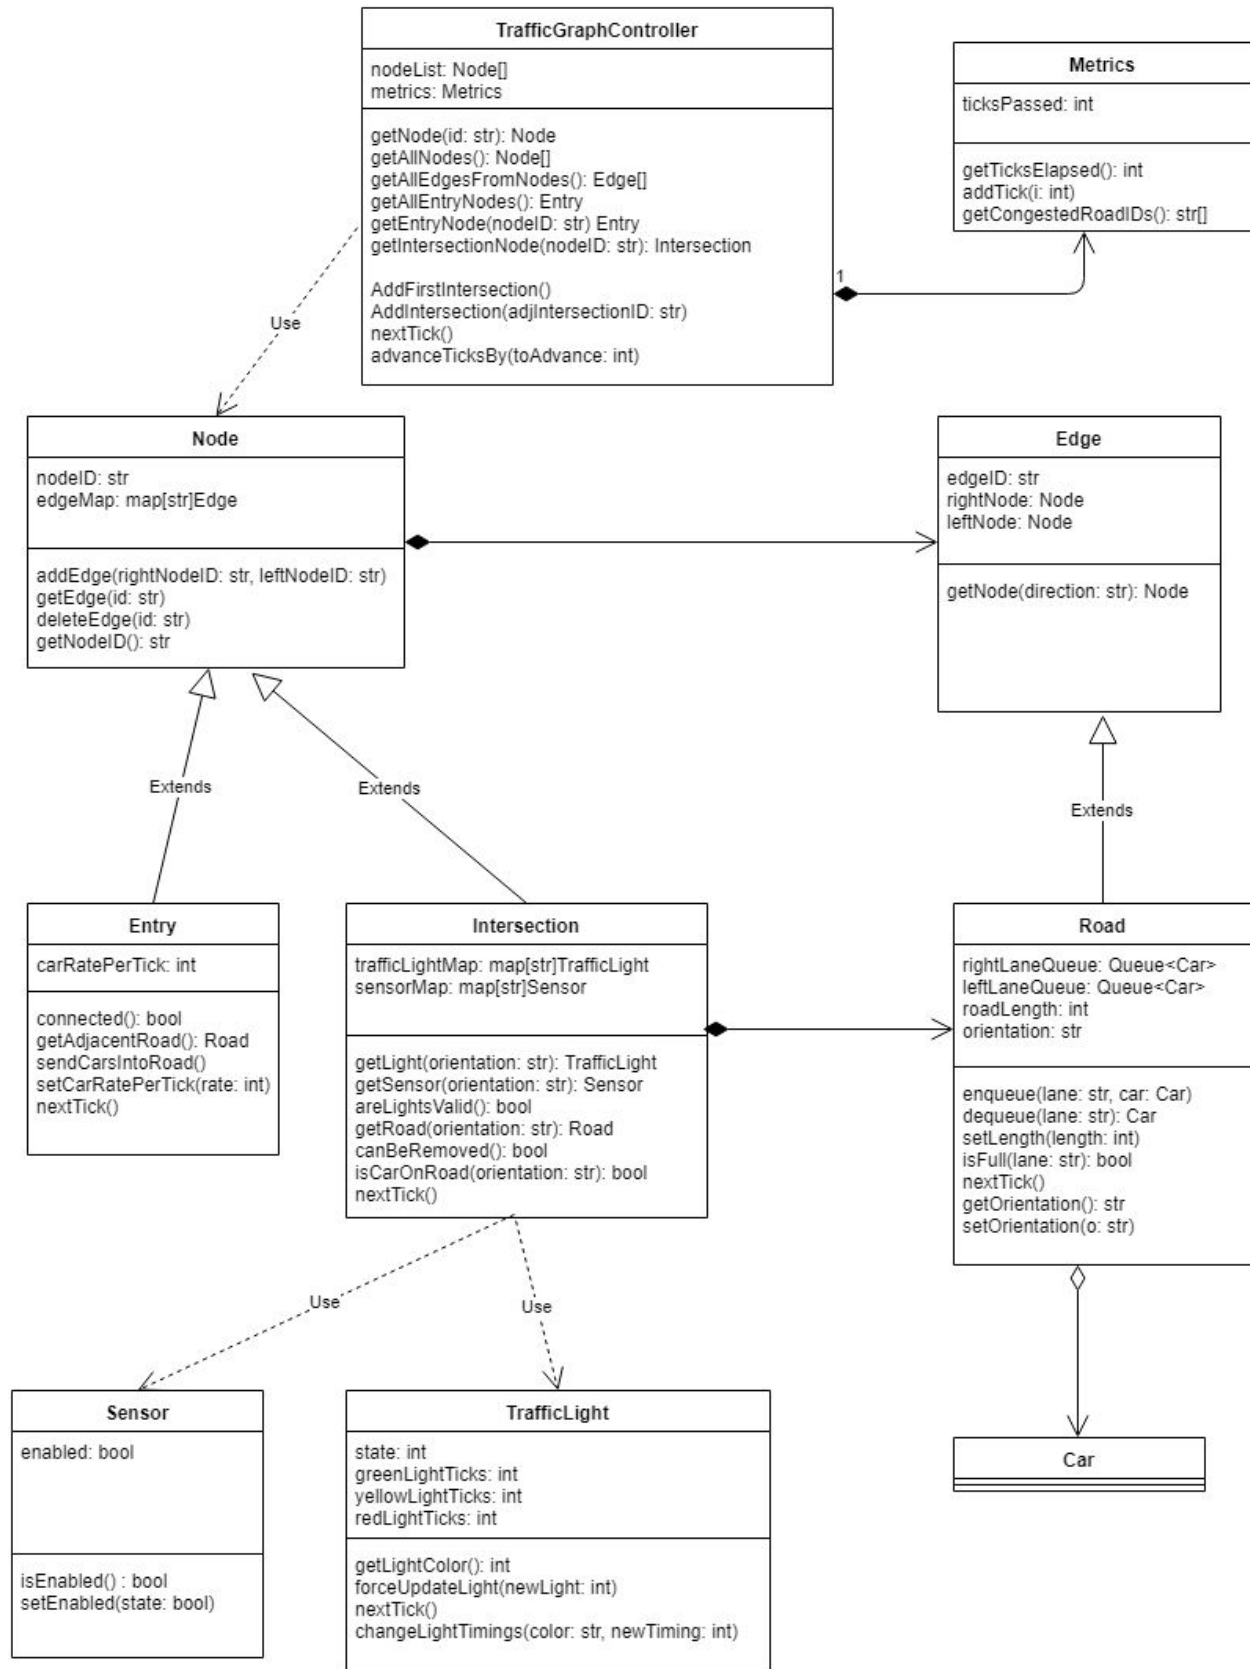 TrafficGraphController
nodeList: Node[]
metrics: Metrics
getNode(id: str): Node
getAllNodes(): Node[]
getAllEdgesFromNodes(): Edge[]
getAllEntryNodes(): Entry
getEntryNode(nodeID: str) Entry
getIntersectionNode(nodeID: str): Intersection
AddFirstIntersection()
AddIntersection(adjIntersectionID: str)
nextTick()
advanceTicksBy(toAdvance: int)
Metrics
ticksPassed: int
getTicksElapsed(): int
addTick(i: int)
getCongestedRoadIDs(): str[]
1
Use
Node
nodeID: str
edgeMap: map[str]Edge
addEdge(rightNodeID: str, leftNodeID: str)
getEdge(id: str)
deleteEdge(id: str)
getNodeID(): str
Edge
edgeID: str
rightNode: Node
leftNode: Node
getNode(direction: str): Node
Extends
Extends
Extends
Entry
carRatePerTick: int
connected(): bool
getAdjacentRoad(): Road
sendCarsIntoRoad()
setCarRatePerTick(rate: int)
nextTick()
Intersection
trafficLightMap: map[str]TrafficLight
sensorMap: map[str]Sensor
getLight(orientation: str): TrafficLight
getSensor(orientation: str): Sensor
areLightsValid(): bool
getRoad(orientation: str): Road
canBeRemoved(): bool
isCarOnRoad(orientation: str): bool
nextTick()
Road
rightLaneQueue: Queue<Car>
leftLaneQueue: Queue<Car>
roadLength: int
orientation: str
enqueue(lane: str, car: Car)
dequeue(lane: str): Car
setLength(length: int)
isFull(lane: str): bool
nextTick()
getOrientation(): str
setOrientation(o: str)
Use
Use
Sensor
enabled: bool
isEnabled() : bool
setEnabled(state: bool)
TrafficLight
state: int
greenLightTicks: int
yellowLightTicks: int
redLightTicks: int
getLightColor(): int
forceUpdateLight(newLight: int)
nextTick()
changeLightTimings(color: str, newTiming: int)
Car